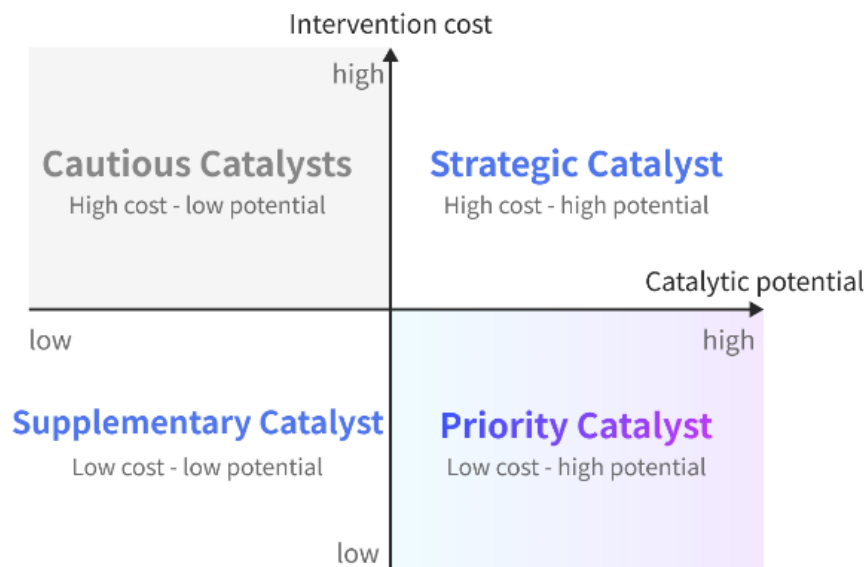 Intervention cost
high
Cautious Catalysts
High cost - low potential
Strategic Catalyst
High cost - high potential
Catalytic potential
low
high
Supplementary Catalyst
Low cost - low potential
Priority Catalyst
Low cost - high potential
low